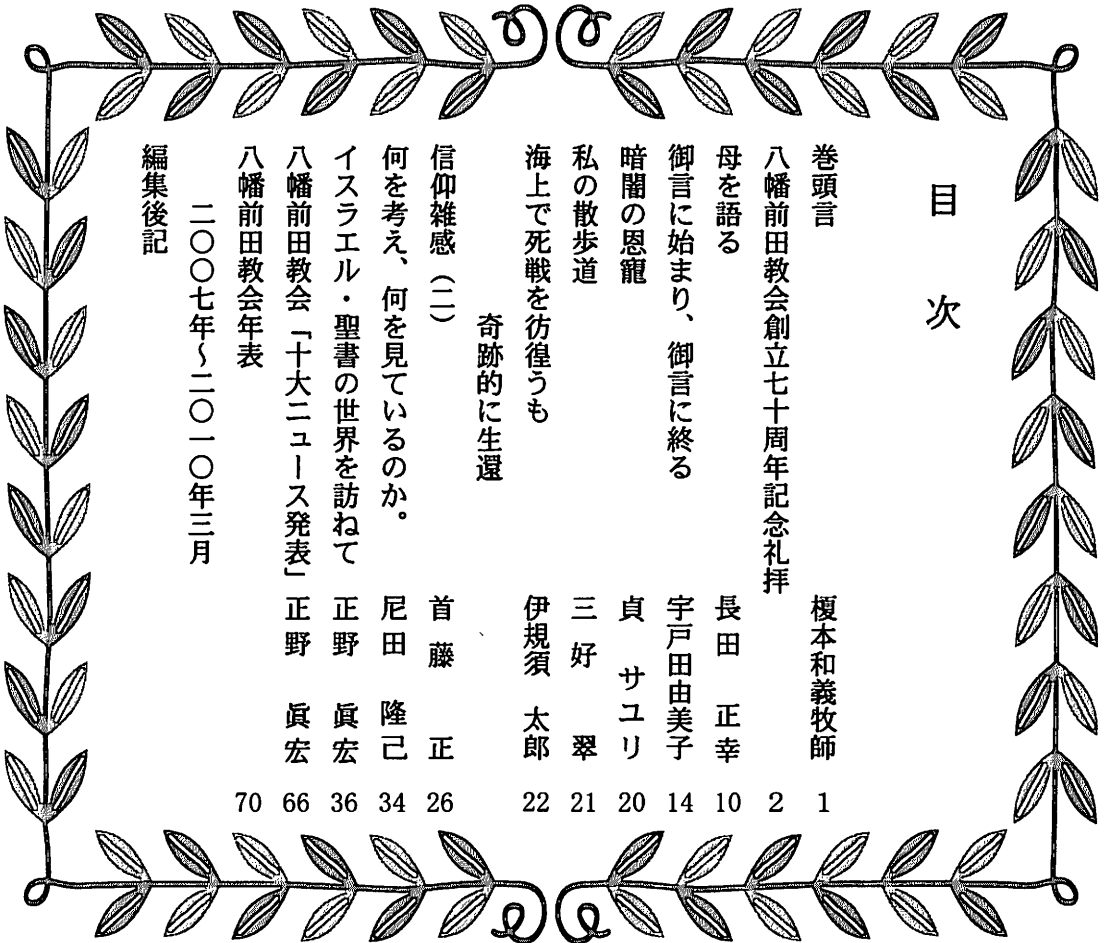 目次
巻頭言 榎本和義牧師 1
八幡前田教会創立七十周年記念礼拝 2
母を語る 長田 正幸 10
御言に始まり、御言に終る 宇戸田由美子 14
暗闇の恩寵 貞 サユリ 20
私の散歩道 三好 翠 21
海上で死戦を彷徨うも 伊規須 太郎 22
奇跡的に生還
信仰雑感（二） 首藤 正 26
何を考え、何を見ているのか。 尼田 隆己 34
イスラエル・聖書の世界を訪ねて 正野 眞宏 36
八幡前田教会「十大ニュース発表」 正野 眞宏 66
八幡前田教会年表 70
二〇〇七年～二〇一〇年三月
編集後記